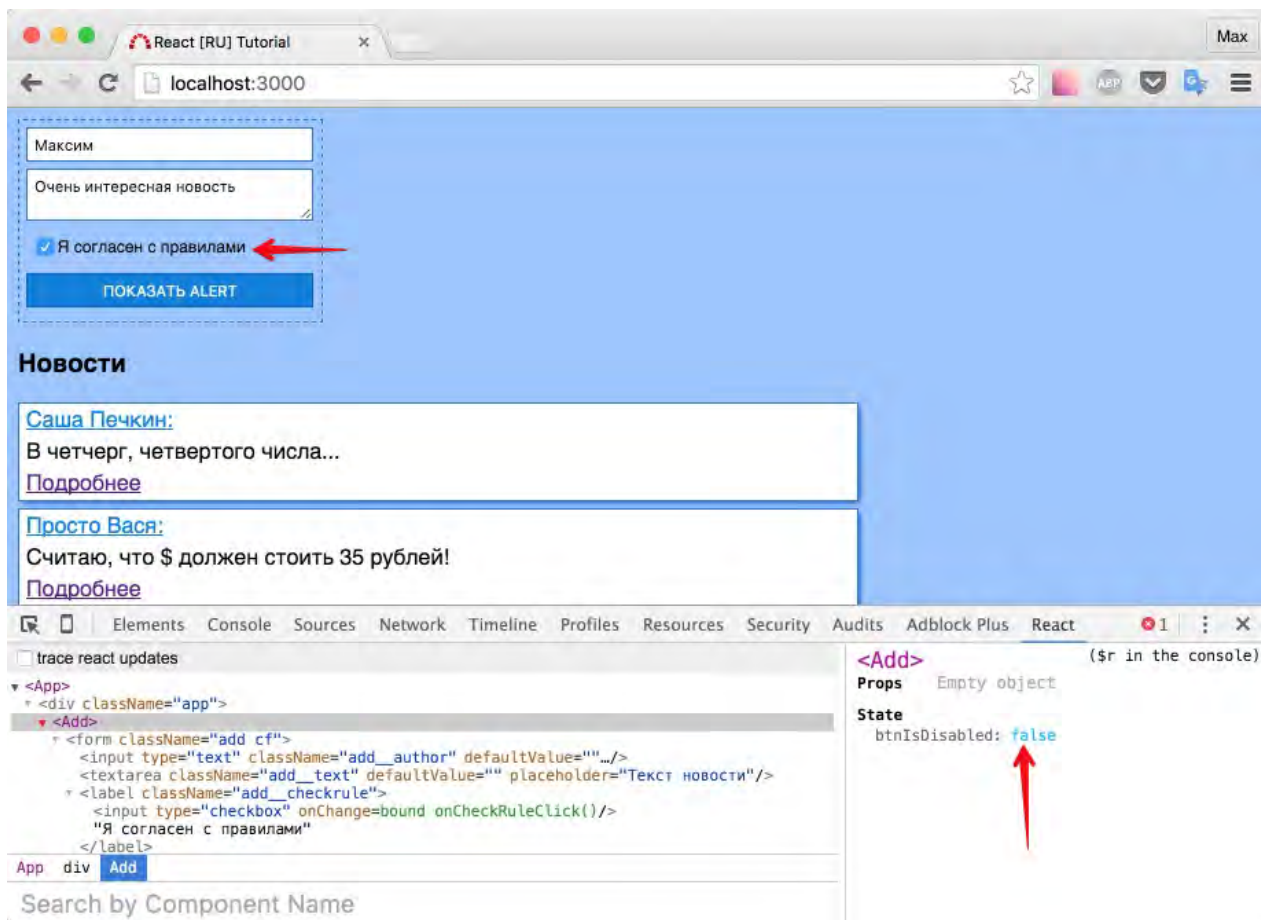 React [RU] Tutorial ×
Max
localhost:3000
ABP
Максим
Очень интересная новость
Я согласен с правилами
ПОКАЗАТЬ ALERT
Новости
Саша Печкин:
В четверг, четвертого числа...
Подробнее
Просто Вася:
Считаю, что $ должен стоить 35 рублей!
Подробнее
Elements Console Sources Network Timeline Profiles Resources Security Audits Adblock Plus React 1
trace react updates
<App>
<div className="app">
<Add>
<form className="add cf">
<input type="text" className="add__author" defaultValue=""…/>
<textarea className="add__text" defaultValue="" placeholder="Текст новости"/>
<label className="add__checkrule">
<input type="checkbox" onChange=bound onCheckRuleClick()/>
"Я согласен с правилами"
</label>
App div Add
Search by Component Name
<Add> ($r in the console)
Props Empty object
State
btnIsDisabled: false